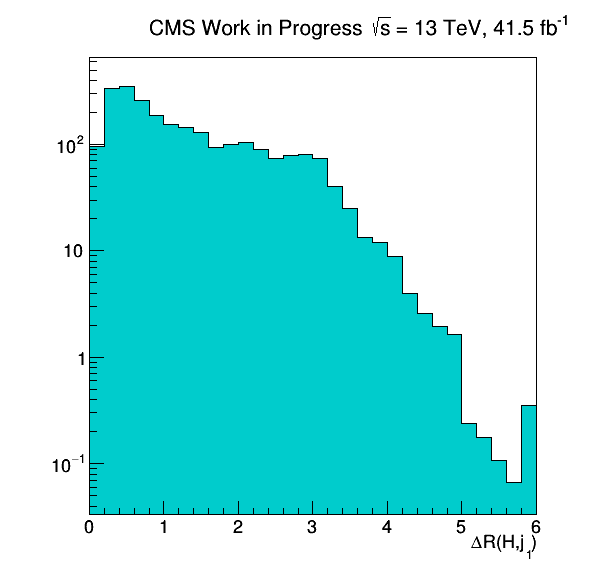 CMS Work in Progress √s = 13 TeV, 41.5 fb⁻¹
10²
10
1
10⁻¹
0 1 2 3 4 5 6
ΔR(H,j₁)